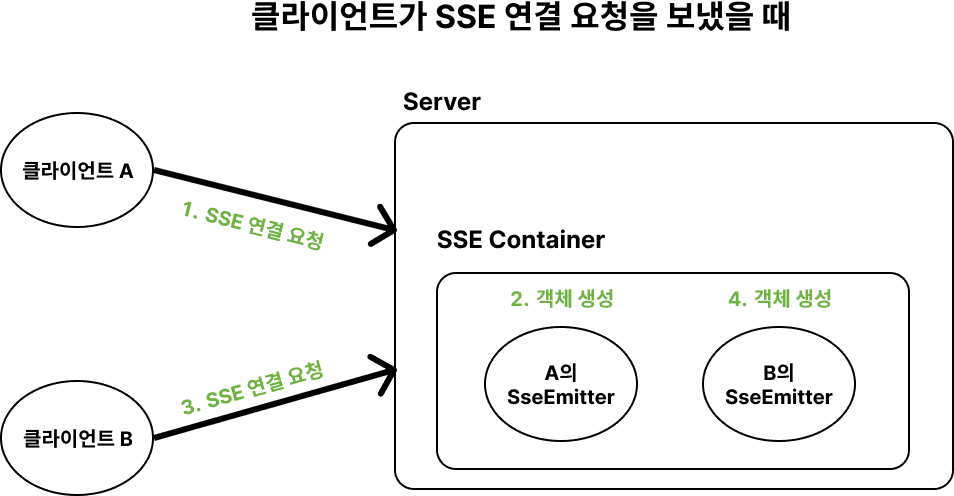 클라이언트가 SSE 연결 요청을 보냈을 때
Server
클라이언트 A
1. SSE 연결 요청
SSE Container
2. 객체 생성
4. 객체 생성
A의
SseEmitter
B의
SseEmitter
3. SSE 연결 요청
클라이언트 B